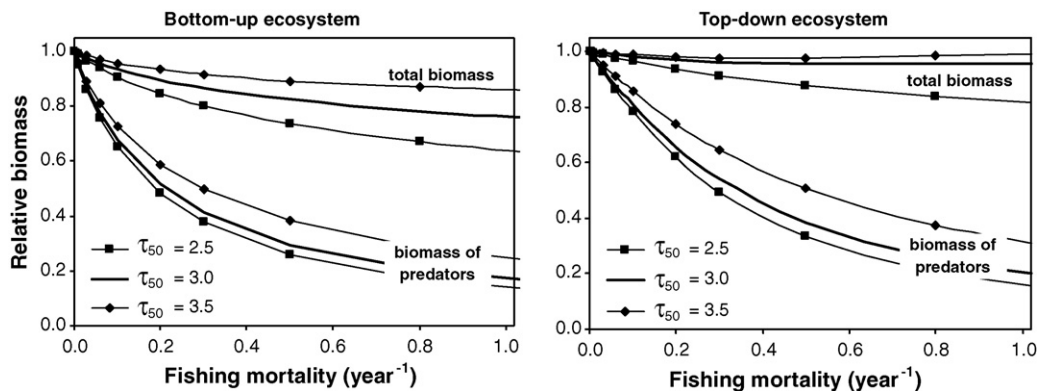 Bottom-up ecosystem
Relative biomass
1.0
0.8
0.6
0.4
0.2
0.0
total biomass
biomass of
predators
τ50 = 2.5
τ50 = 3.0
τ50 = 3.5
0.0 0.2 0.4 0.6 0.8 1.0
Fishing mortality (year-1)
Top-down ecosystem
1.0
0.8
0.6
0.4
0.2
0.0
total biomass
biomass of
predators
τ50 = 2.5
τ50 = 3.0
τ50 = 3.5
0.0 0.2 0.4 0.6 0.8 1.0
Fishing mortality (year-1)